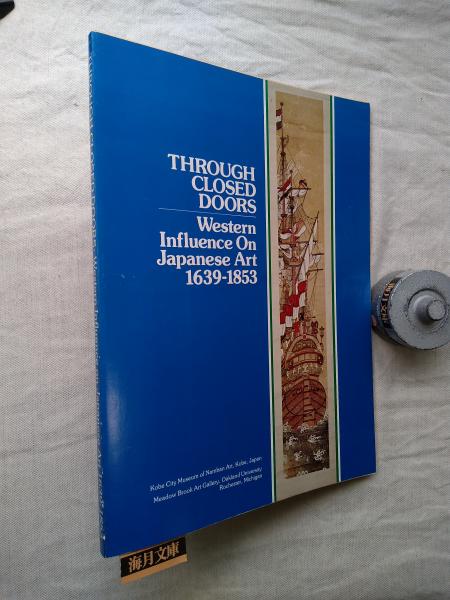 THROUGH
CLOSED
DOORS
Western
Influence On
Japanese Art
1639-1853
Kobe City Museum of Namban Art, Kobe, Japan
Meadow Brook Art Gallery, Oakland University
Rochester, Michigan
海月文庫